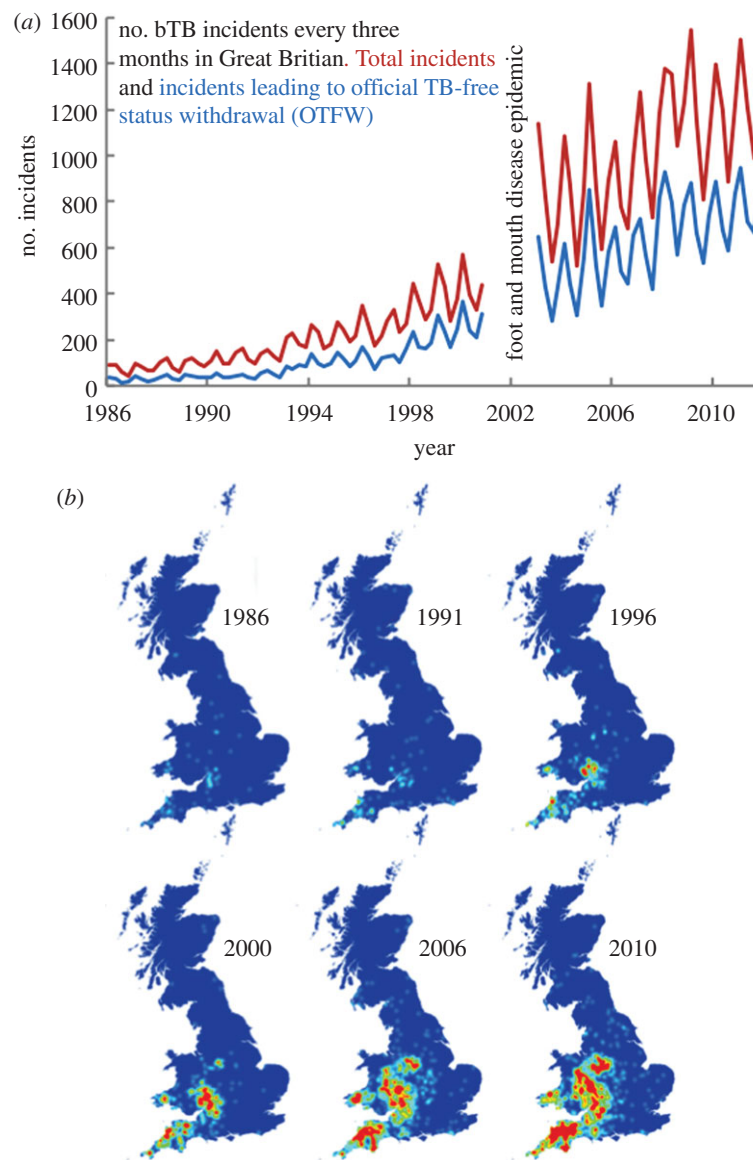 (a) 1600
1400
1200
1000
800
600
400
200
0
no. incidents
no. bTB incidents every three
months in Great Britian. Total incidents
and incidents leading to official TB-free
status withdrawal (OTFW)
foot and mouth disease epidemic
1986 1990 1994 1998 2002 2006 2010
year
(b)
1986 1991 1996
2000 2006 2010